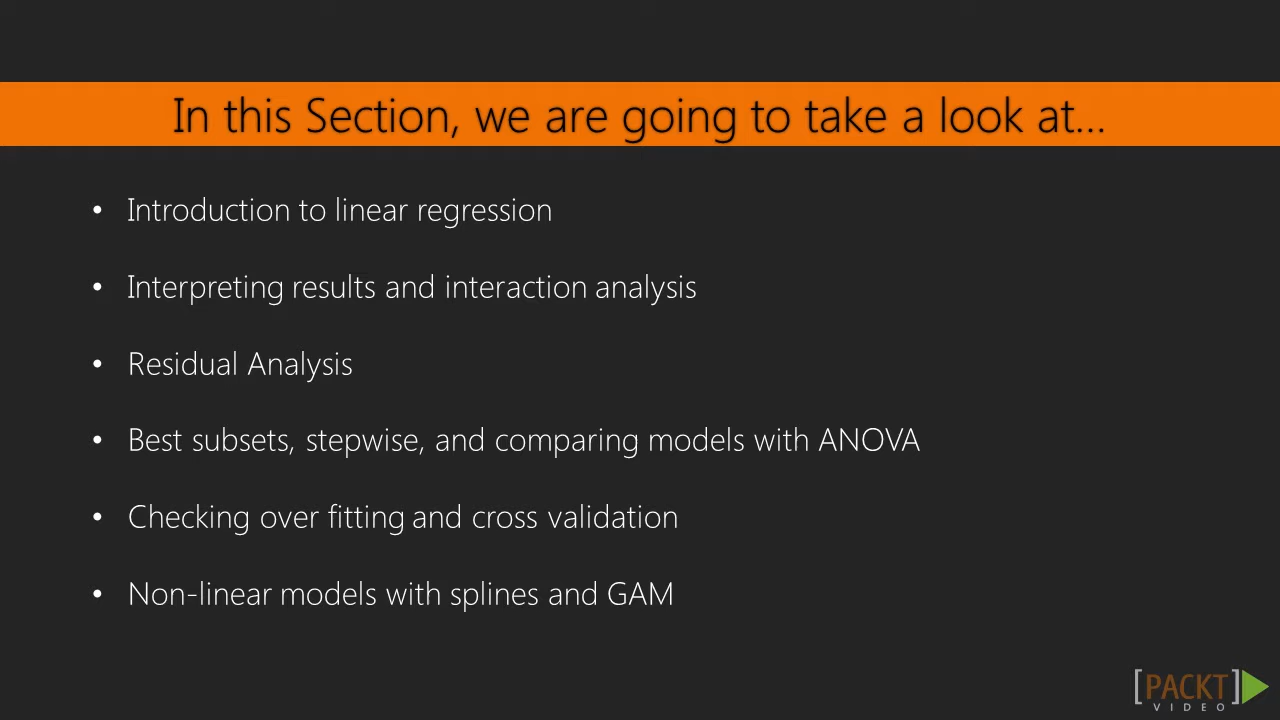 In this Section, we are going to take a look at...
• Introduction to linear regression
• Interpreting results and interaction analysis
• Residual Analysis
• Best subsets, stepwise, and comparing models with ANOVA
• Checking over fitting and cross validation
• Non-linear models with splines and GAM
[PACKT]
VIDEO